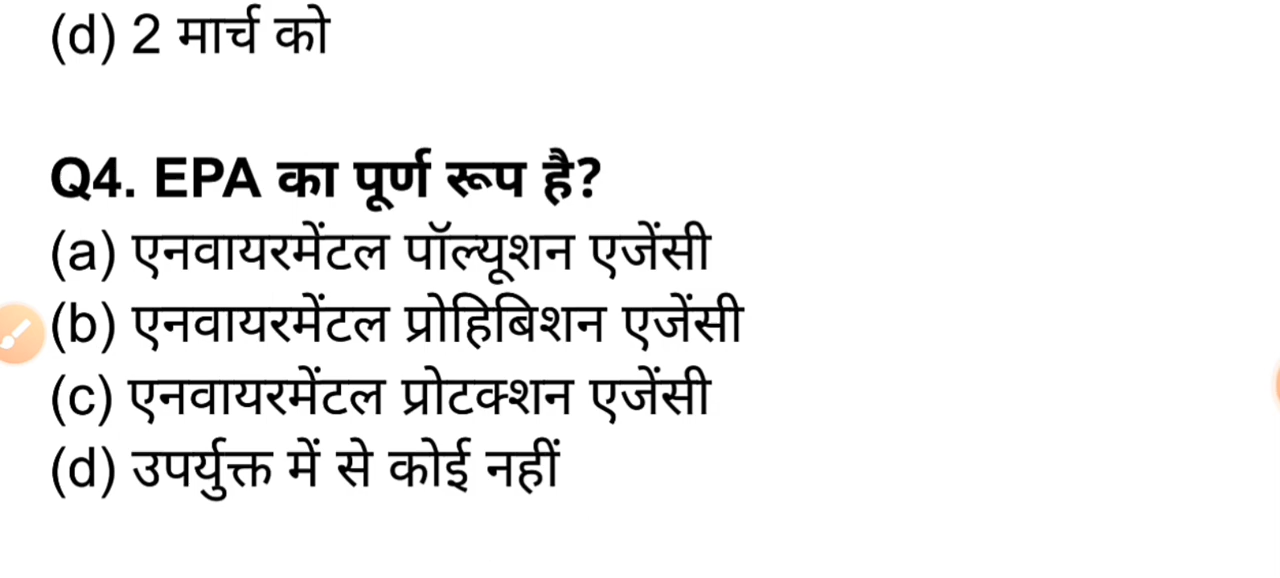 (d) 2 मार्च को
Q4. EPA का पूर्ण रूप है?
(a) एनवायरमेंटल पॉल्यूशन एजेंसी
(b) एनवायरमेंटल प्रोहिबिशन एजेंसी
(c) एनवायरमेंटल प्रोटक्शन एजेंसी
(d) उपर्युक्त में से कोई नहीं